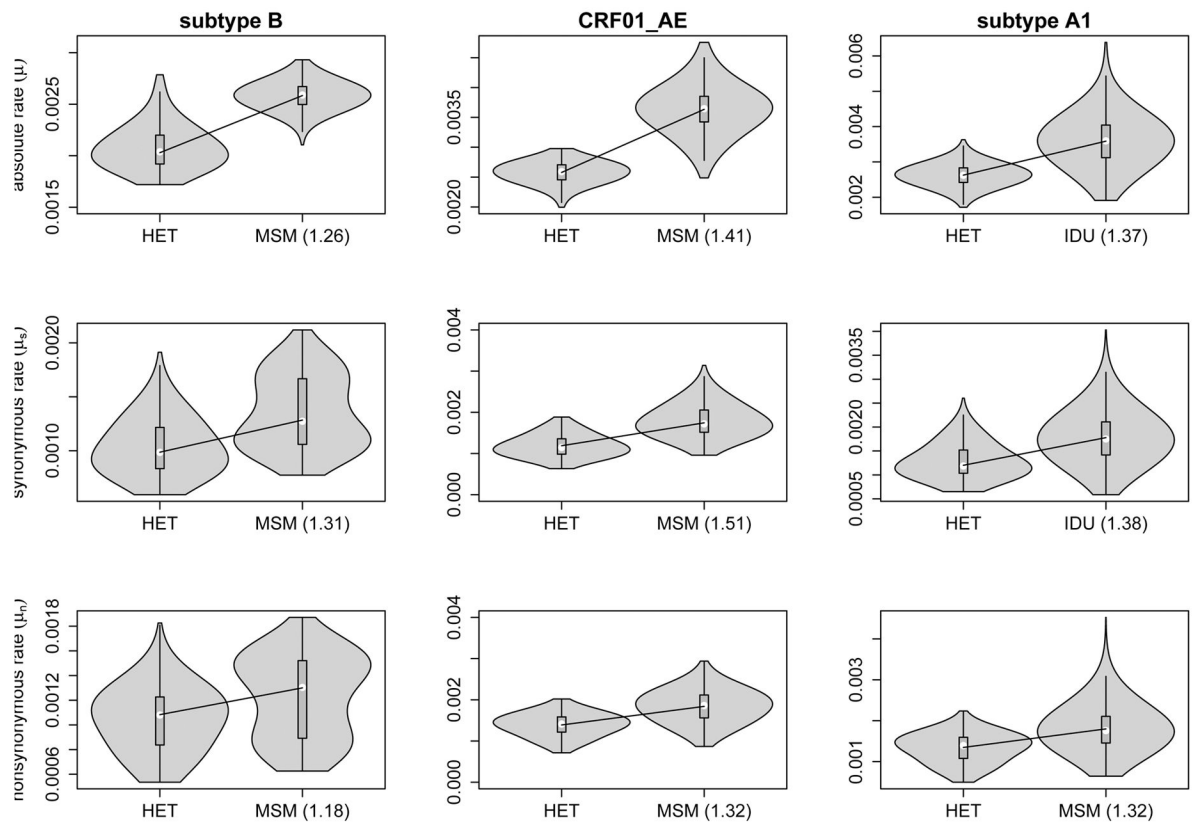 subtype B CRF01_AE subtype A1
absolute rate (μ)
0.0015 0.0025
HET MSM (1.26)
0.0020 0.0035
HET MSM (1.41)
0.002 0.004 0.006
HET IDU (1.37)
synonymous rate (μs)
0.0010 0.0020
HET MSM (1.31)
0.000 0.002 0.004
HET MSM (1.51)
0.0005 0.0020 0.0035
HET IDU (1.38)
nonsynonymous rate (μn)
0.0006 0.0012 0.0018
HET MSM (1.18)
0.000 0.002 0.004
HET MSM (1.32)
0.001 0.003
HET MSM (1.32)